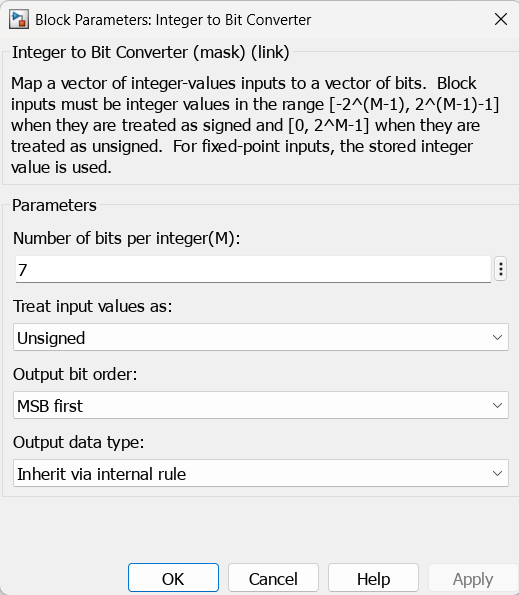 Block Parameters: Integer to Bit Converter
Integer to Bit Converter (mask) (link)
Map a vector of integer-values inputs to a vector of bits.  Block
inputs must be integer values in the range [-2^(M-1), 2^(M-1)-1]
when they are treated as signed and [0, 2^M-1] when they are
treated as unsigned.  For fixed-point inputs, the stored integer
value is used.
Parameters
Number of bits per integer(M):
7
Treat input values as:
Unsigned
Output bit order:
MSB first
Output data type:
Inherit via internal rule
OK Cancel Help Apply